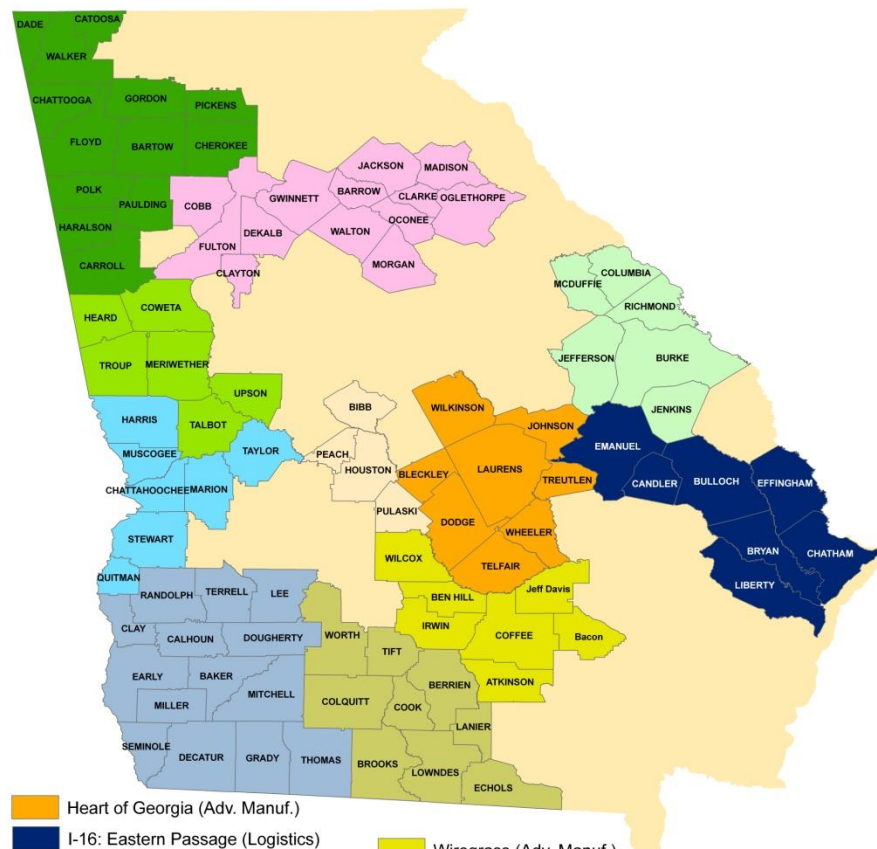 DADE
CATOOSA
WALKER
CHATTOOGA
GORDON
PICKENS
FLOYD
BARTOW
CHEROKEE
POLK
PAULDING
HARALSON
CARROLL
COBB
FULTON
DEKALB
CLAYTON
GWINNETT
JACKSON
MADISON
BARROW
CLARKE
OGLETHORPE
OCONEE
WALTON
MORGAN
HEARD
COWETA
TROUP
MERIWETHER
UPSON
TALBOT
HARRIS
MUSCOGEE
TAYLOR
CHATTAHOOCHEE
MARION
STEWART
QUITMAN
BIBB
PEACH
HOUSTON
PULASKI
WILKINSON
JOHNSON
BLECKLEY
LAURENS
TREUTLEN
DODGE
WHEELER
TELFAIR
MCDUFFIE
COLUMBIA
RICHMOND
JEFFERSON
BURKE
JENKINS
EMANUEL
CANDLER
BULLOCH
EFFINGHAM
BRYAN
CHATHAM
LIBERTY
WILCOX
BEN HILL
Jeff Davis
IRWIN
COFFEE
Bacon
ATKINSON
RANDOLPH
TERRELL
LEE
CLAY
CALHOUN
DOUGHERTY
EARLY
BAKER
MILLER
MITCHELL
SEMINOLE
DECATUR
GRADY
THOMAS
WORTH
TIFT
COLQUITT
COOK
BERRIEN
LANIER
BROOKS
LOWNDES
ECHOLS
Heart of Georgia (Adv. Manuf.)
I-16: Eastern Passage (Logistics)
Wiregrass (Adv. Manuf.)